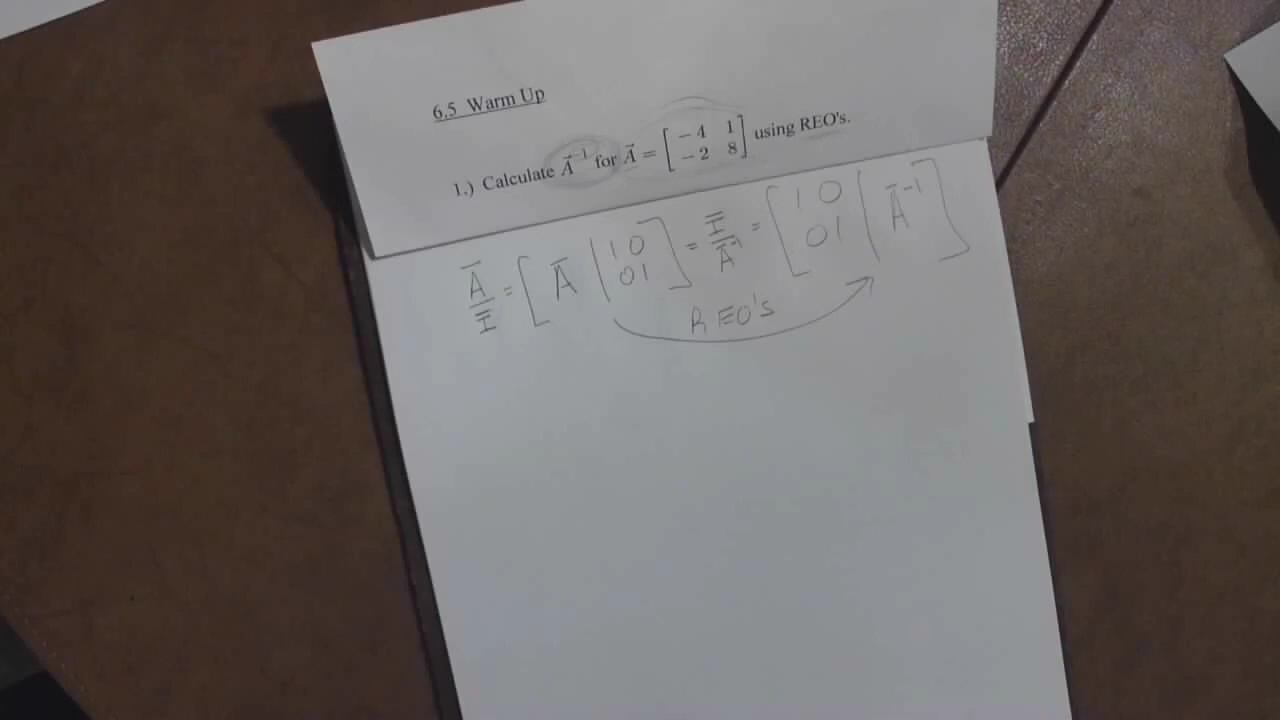 6.5 Warm Up
1.) Calculate A⃗⁻¹ for A⃗ = [ -4 1
-2 8 ] using REO's.
A̅/I̿ = [ A̅ | 1 0
0 1 ] = I̿/A̅⁻¹ = [ 1 0
0 1 | A̅⁻¹ ]
REO's